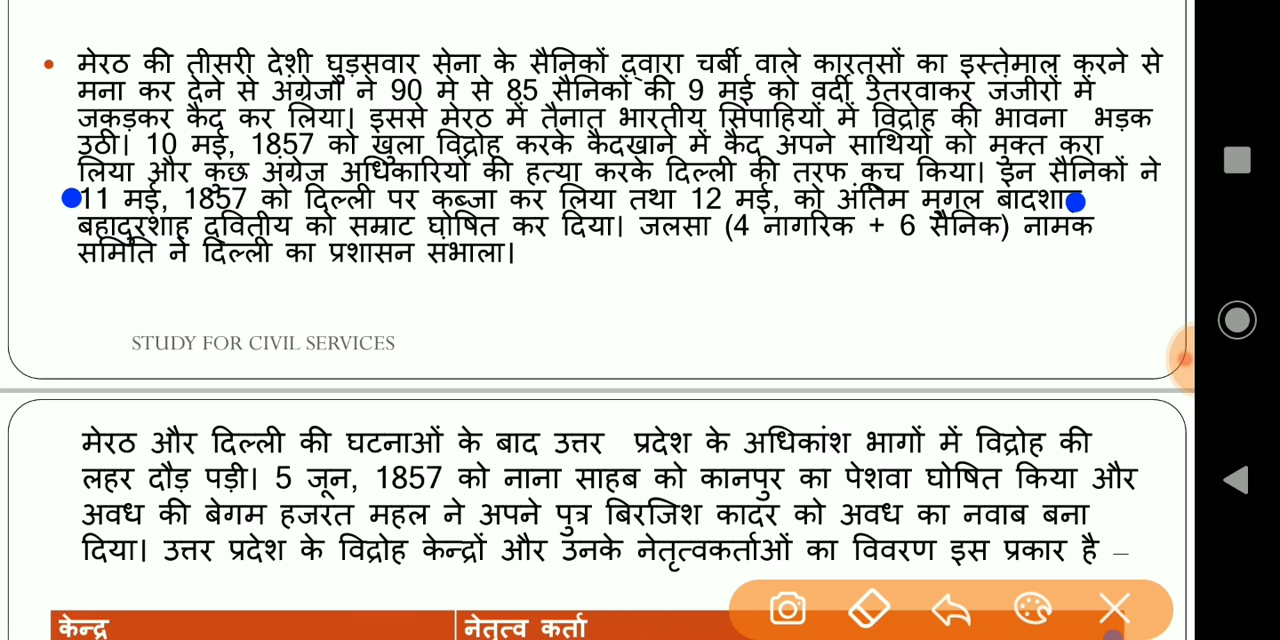 • मेरठ की तीसरी देशी घुड़सवार सेना के सैनिकों द्वारा चर्बी वाले कारतूसों का इस्तेमाल करने से
मना कर देने से अंग्रेजों ने 90 मे से 85 सैनिकों की 9 मई को वर्दी उतरवाकर जंजीरों में
जकड़कर कैद कर लिया। इससे मेरठ में तैनात भारतीय सिपाहियों में विद्रोह की भावना भड़क
उठी। 10 मई, 1857 को खुला विद्रोह करके कैदखाने में कैद अपने साथियों को मुक्त करा
लिया और कुछ अंग्रेज अधिकारियों की हत्या करके दिल्ली की तरफ कूच किया। इन सैनिकों ने
11 मई, 1857 को दिल्ली पर कब्जा कर लिया तथा 12 मई, को अंतिम मुगल बादशाह
बहादुरशाह द्वितीय को सम्राट घोषित कर दिया। जलसा (4 नागरिक + 6 सैनिक) नामक
समिति ने दिल्ली का प्रशासन संभाला।
STUDY FOR CIVIL SERVICES
मेरठ और दिल्ली की घटनाओं के बाद उत्तर प्रदेश के अधिकांश भागों में विद्रोह की
लहर दौड़ पड़ी। 5 जून, 1857 को नाना साहब को कानपुर का पेशवा घोषित किया और
अवध की बेगम हजरत महल ने अपने पुत्र बिरजिश कादर को अवध का नवाब बना
दिया। उत्तर प्रदेश के विद्रोह केन्द्रों और उनके नेतृत्वकर्ताओं का विवरण इस प्रकार है –
केन्द्र नेतृत्व कर्ता